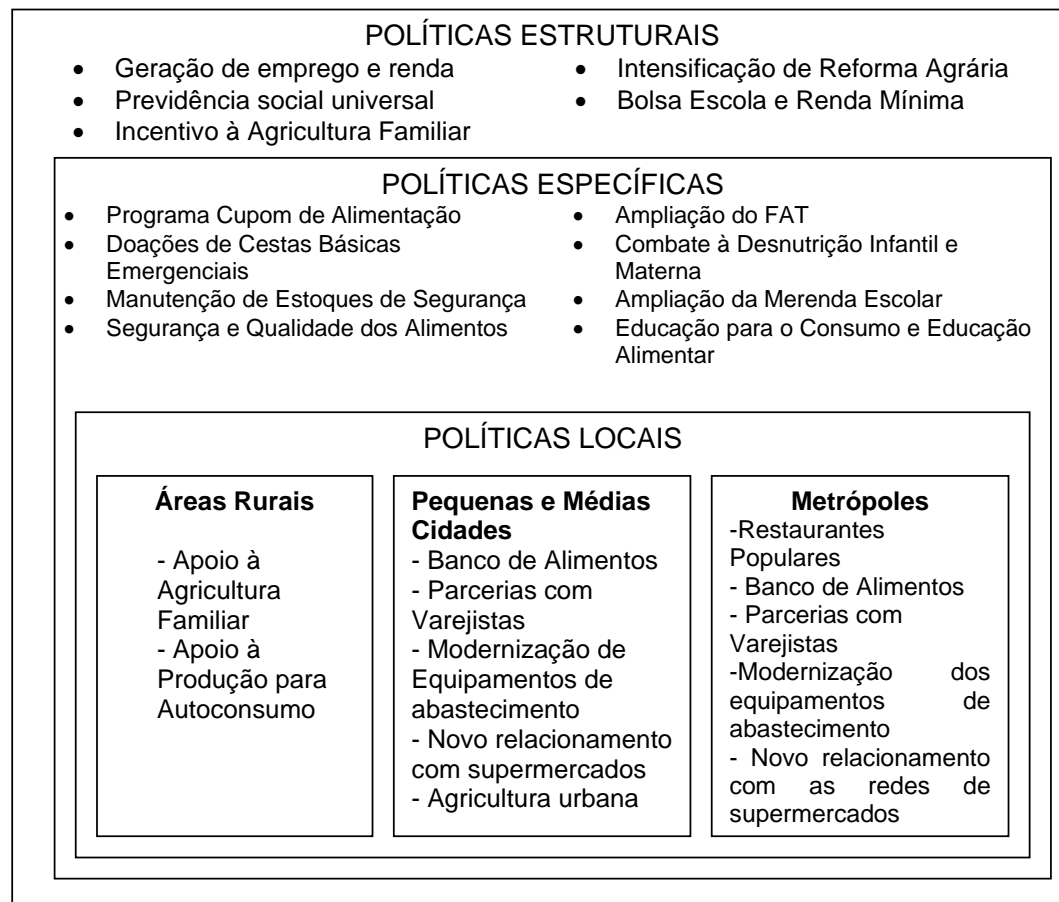 POLÍTICAS ESTRUTURAIS
• Geração de emprego e renda
• Previdência social universal
• Incentivo à Agricultura Familiar
• Intensificação de Reforma Agrária
• Bolsa Escola e Renda Mínima
POLÍTICAS ESPECÍFICAS
• Programa Cupom de Alimentação
• Doações de Cestas Básicas
Emergenciais
• Manutenção de Estoques de Segurança
• Segurança e Qualidade dos Alimentos
• Ampliação do FAT
• Combate à Desnutrição Infantil e
Materna
• Ampliação da Merenda Escolar
• Educação para o Consumo e Educação
Alimentar
POLÍTICAS LOCAIS
Áreas Rurais
- Apoio à
Agricultura
Familiar
- Apoio à
Produção para
Autoconsumo
Pequenas e Médias
Cidades
- Banco de Alimentos
- Parcerias com
Varejistas
- Modernização de
Equipamentos de
abastecimento
- Novo relacionamento
com supermercados
- Agricultura urbana
Metrópoles
-Restaurantes
Populares
- Banco de Alimentos
- Parcerias com
Varejistas
-Modernização dos
equipamentos de
abastecimento
- Novo relacionamento
com as redes de
supermercados